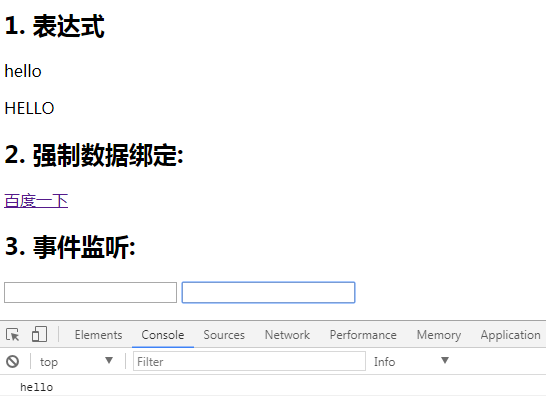 1. 表达式
hello
HELLO
2. 强制数据绑定:
百度一下
3. 事件监听:
Elements Console Sources Network Performance Memory Application
top ▼ Filter Info ▼
hello